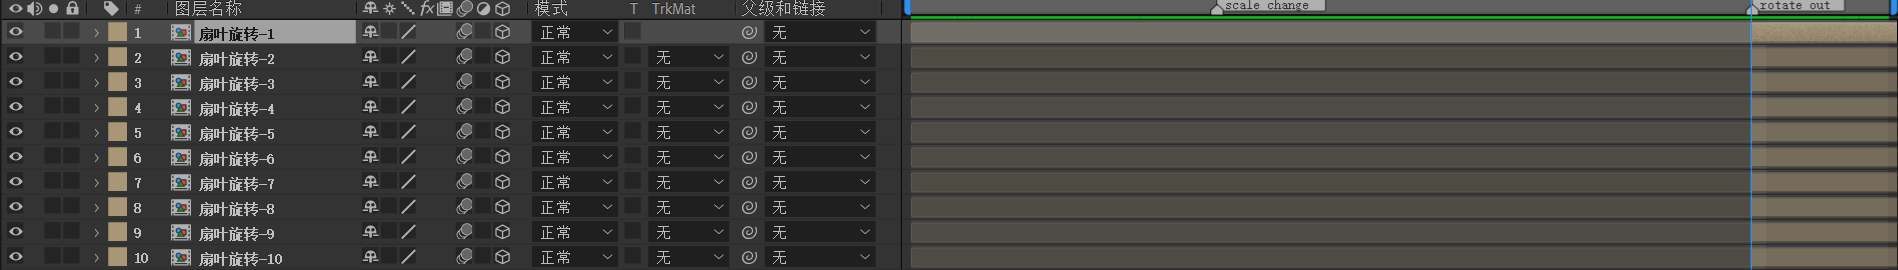 # 图层名称 fx 模式 T TrkMat 父级和链接 scale change rotate out
1 扇叶旋转-1 正常 无
2 扇叶旋转-2 正常 无 无
3 扇叶旋转-3 正常 无 无
4 扇叶旋转-4 正常 无 无
5 扇叶旋转-5 正常 无 无
6 扇叶旋转-6 正常 无 无
7 扇叶旋转-7 正常 无 无
8 扇叶旋转-8 正常 无 无
9 扇叶旋转-9 正常 无 无
10 扇叶旋转-10 正常 无 无